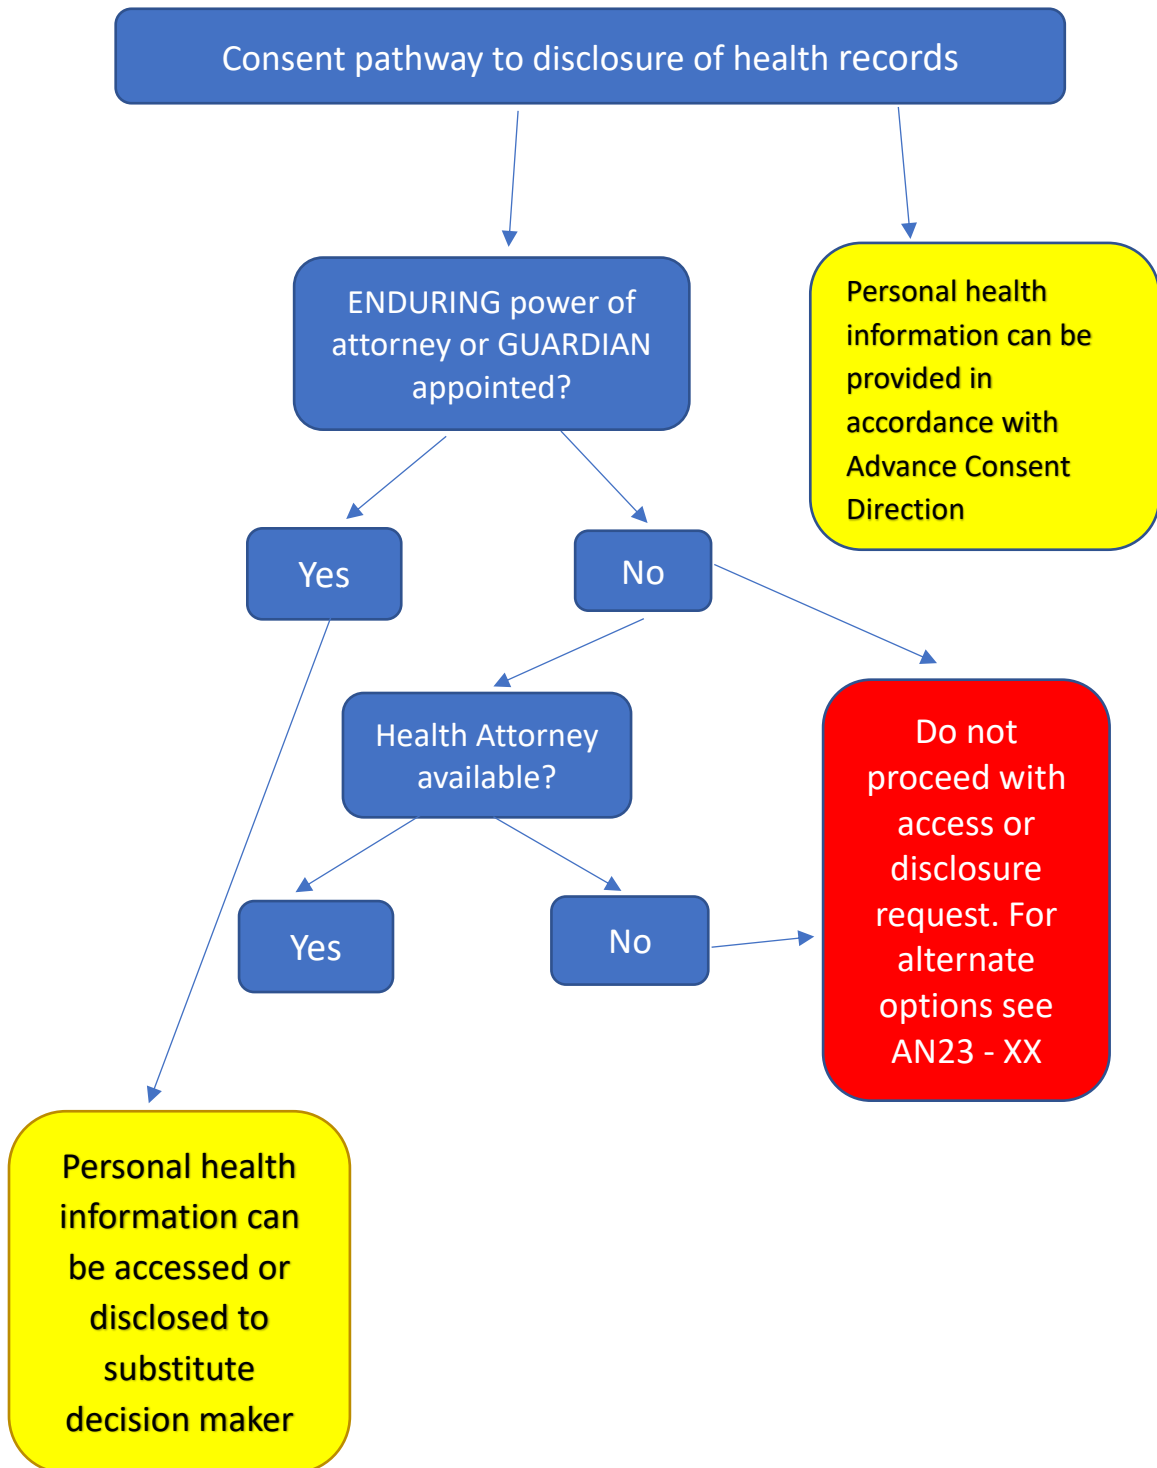 Consent pathway to disclosure of health records
ENDURING power of
attorney or GUARDIAN
appointed?
Personal health
information can be
provided in
accordance with
Advance Consent
Direction
Yes
No
Health Attorney
available?
Do not
proceed with
access or
disclosure
request. For
alternate
options see
AN23 - XX
Yes
No
Personal health
information can
be accessed or
disclosed to
substitute
decision maker